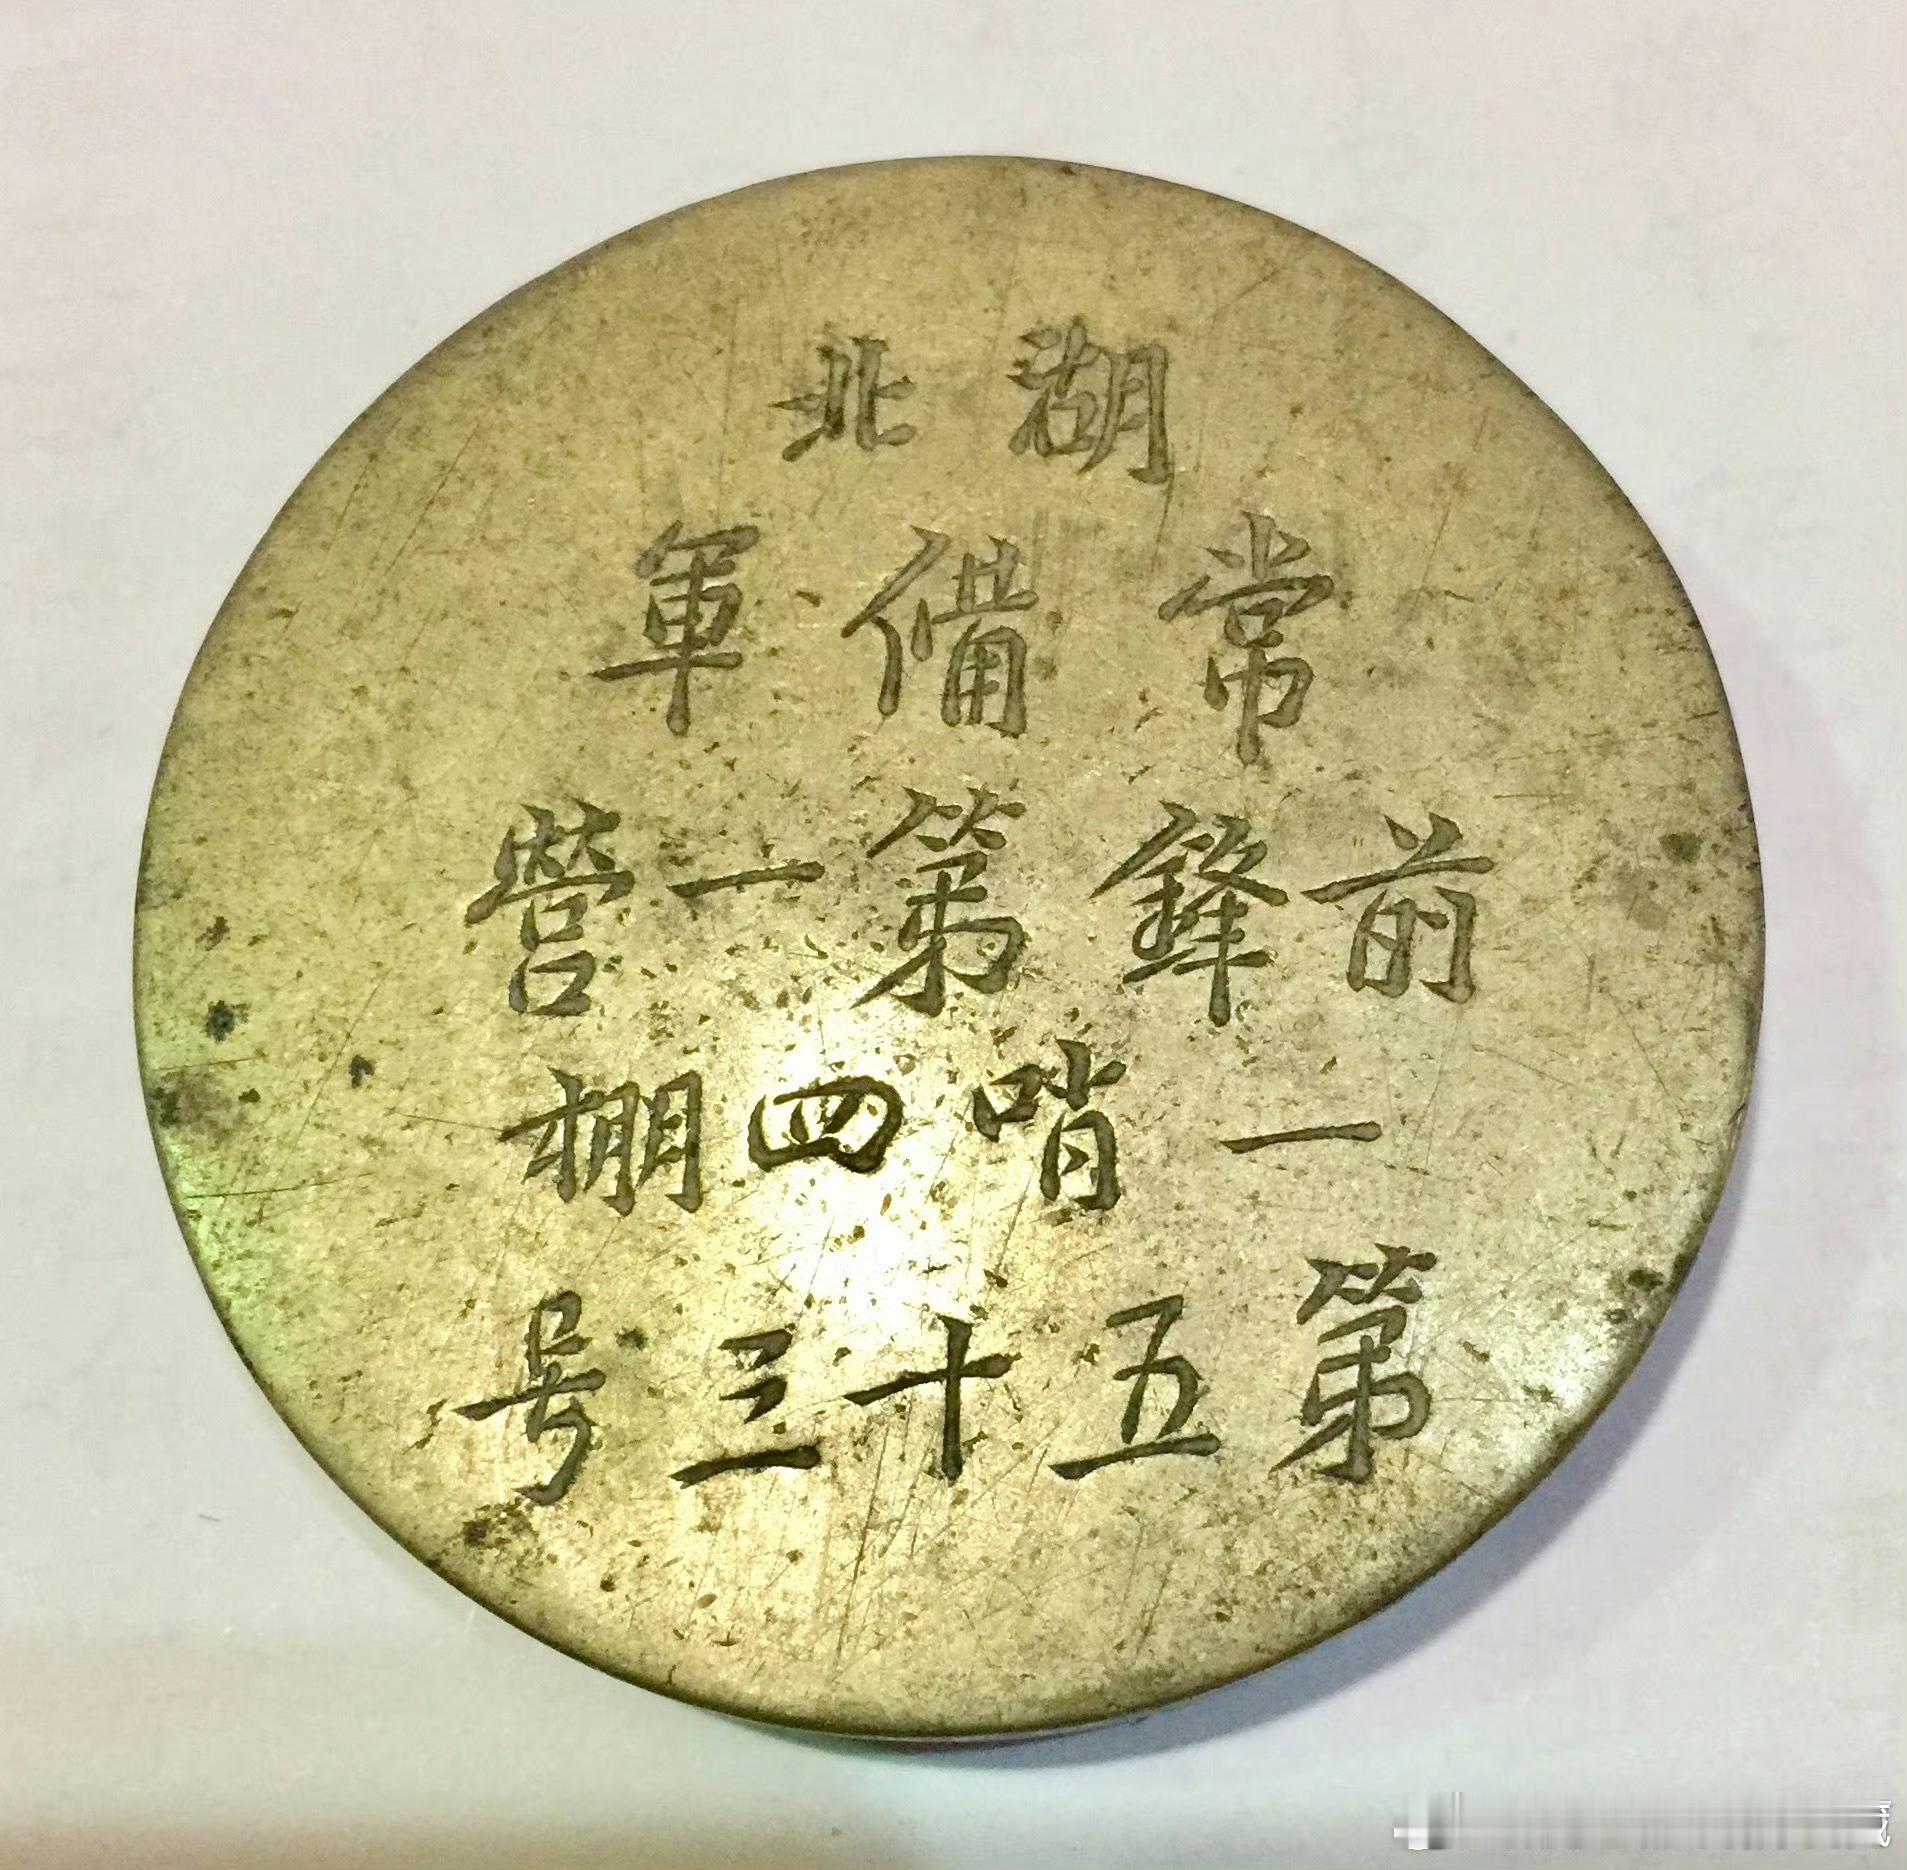 湖北
常備軍
前鋒第一營
一哨四棚
第五十三号